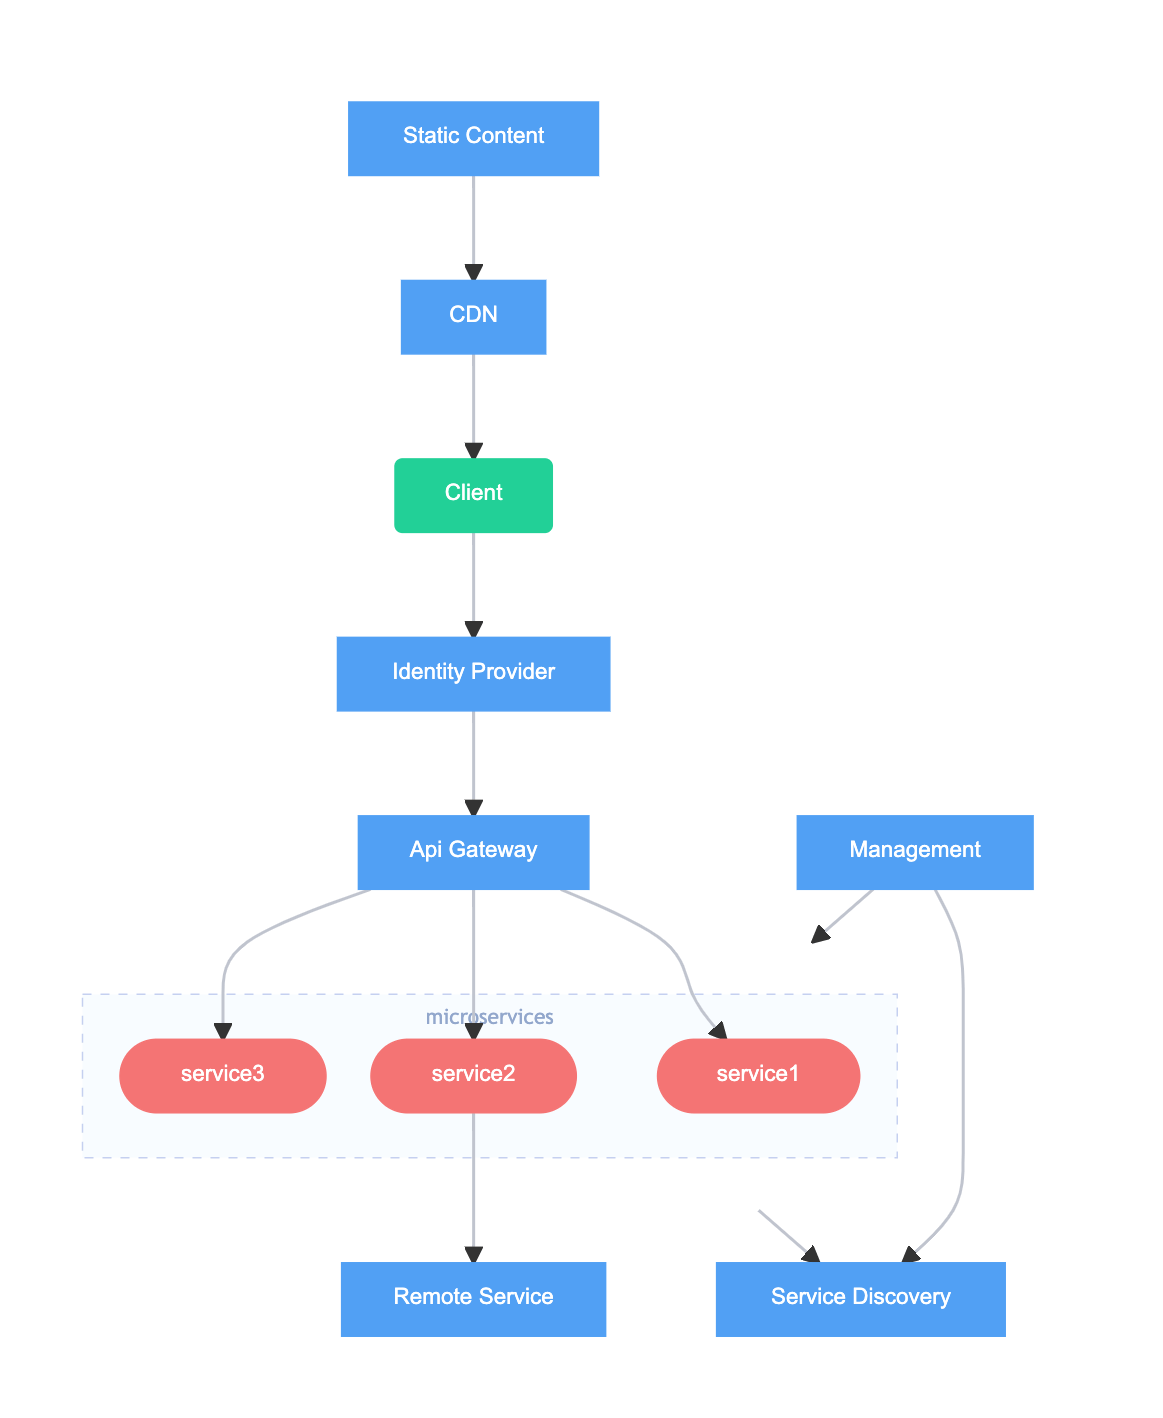 Static Content
CDN
Client
Identity Provider
Api Gateway
Management
microservices
service3
service2
service1
Remote Service
Service Discovery